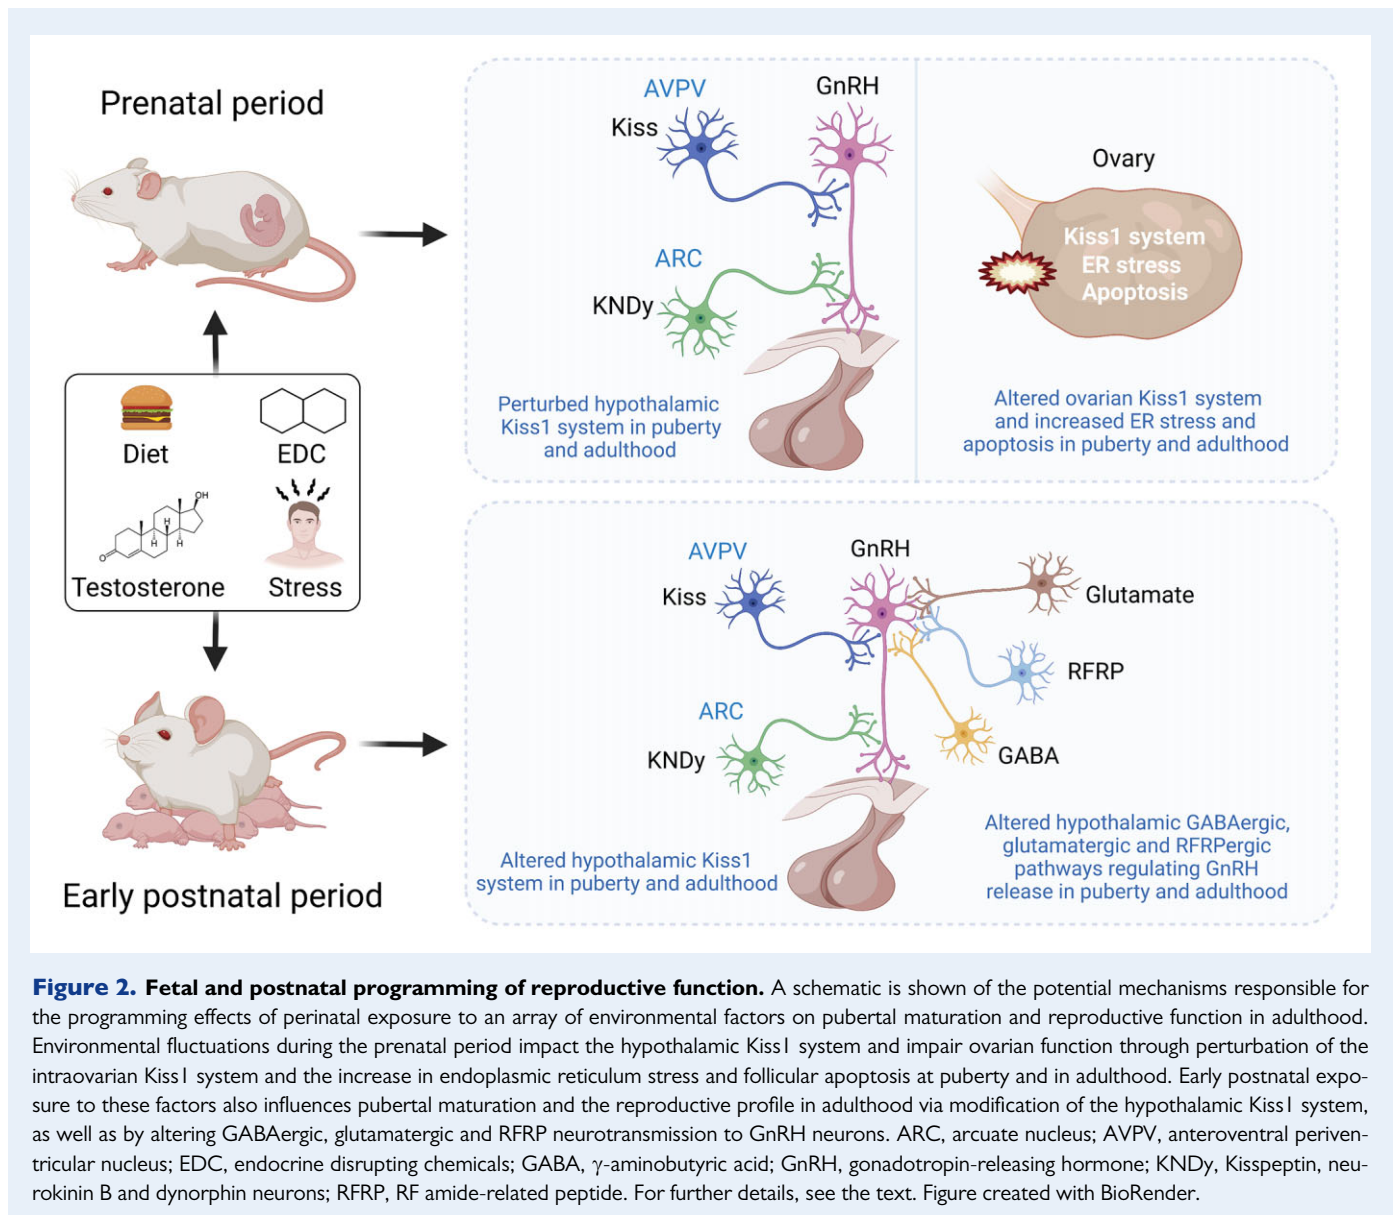 Prenatal period
AVPV
GnRH
Kiss
ARC
KNDy
Perturbed hypothalamic
Kiss1 system in puberty
and adulthood
Ovary
Kiss1 system
ER stress
Apoptosis
Altered ovarian Kiss1 system
and increased ER stress and
apoptosis in puberty and adulthood
Diet
EDC
OH
H
H
H
O
Testosterone
Stress
Early postnatal period
AVPV
GnRH
Kiss
Glutamate
RFRP
ARC
KNDy
GABA
Altered hypothalamic Kiss1
system in puberty and adulthood
Altered hypothalamic GABAergic,
glutamatergic and RFRPergic
pathways regulating GnRH
release in puberty and adulthood
Figure 2. Fetal and postnatal programming of reproductive function. A schematic is shown of the potential mechanisms responsible for
the programming effects of perinatal exposure to an array of environmental factors on pubertal maturation and reproductive function in adulthood.
Environmental fluctuations during the prenatal period impact the hypothalamic Kiss1 system and impair ovarian function through perturbation of the
intraovarian Kiss1 system and the increase in endoplasmic reticulum stress and follicular apoptosis at puberty and in adulthood. Early postnatal expo-
sure to these factors also influences pubertal maturation and the reproductive profile in adulthood via modification of the hypothalamic Kiss1 system,
as well as by altering GABAergic, glutamatergic and RFRP neurotransmission to GnRH neurons. ARC, arcuate nucleus; AVPV, anteroventral periven-
tricular nucleus; EDC, endocrine disrupting chemicals; GABA, γ-aminobutyric acid; GnRH, gonadotropin-releasing hormone; KNDy, Kisspeptin, neu-
rokinin B and dynorphin neurons; RFRP, RF amide-related peptide. For further details, see the text. Figure created with BioRender.